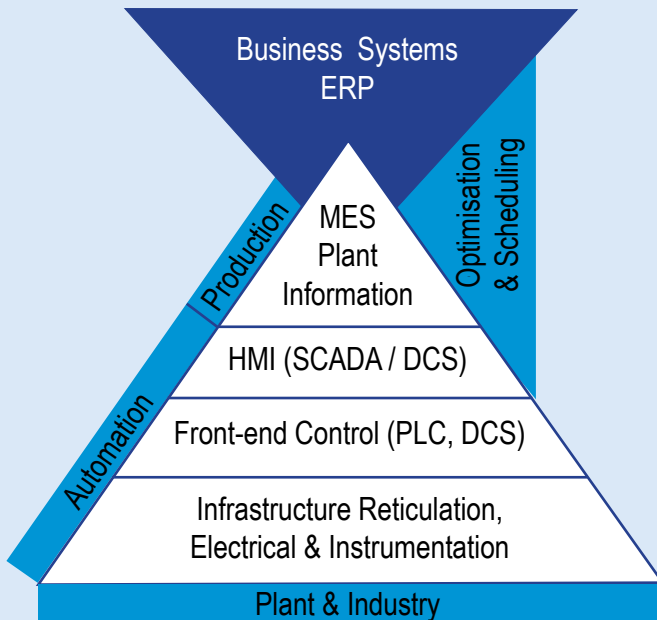 Business Systems
ERP
Optimisation
& Scheduling
Production
MES
Plant
Information
HMI (SCADA / DCS)
Automation
Front-end Control (PLC, DCS)
Infrastructure Reticulation,
Electrical & Instrumentation
Plant & Industry